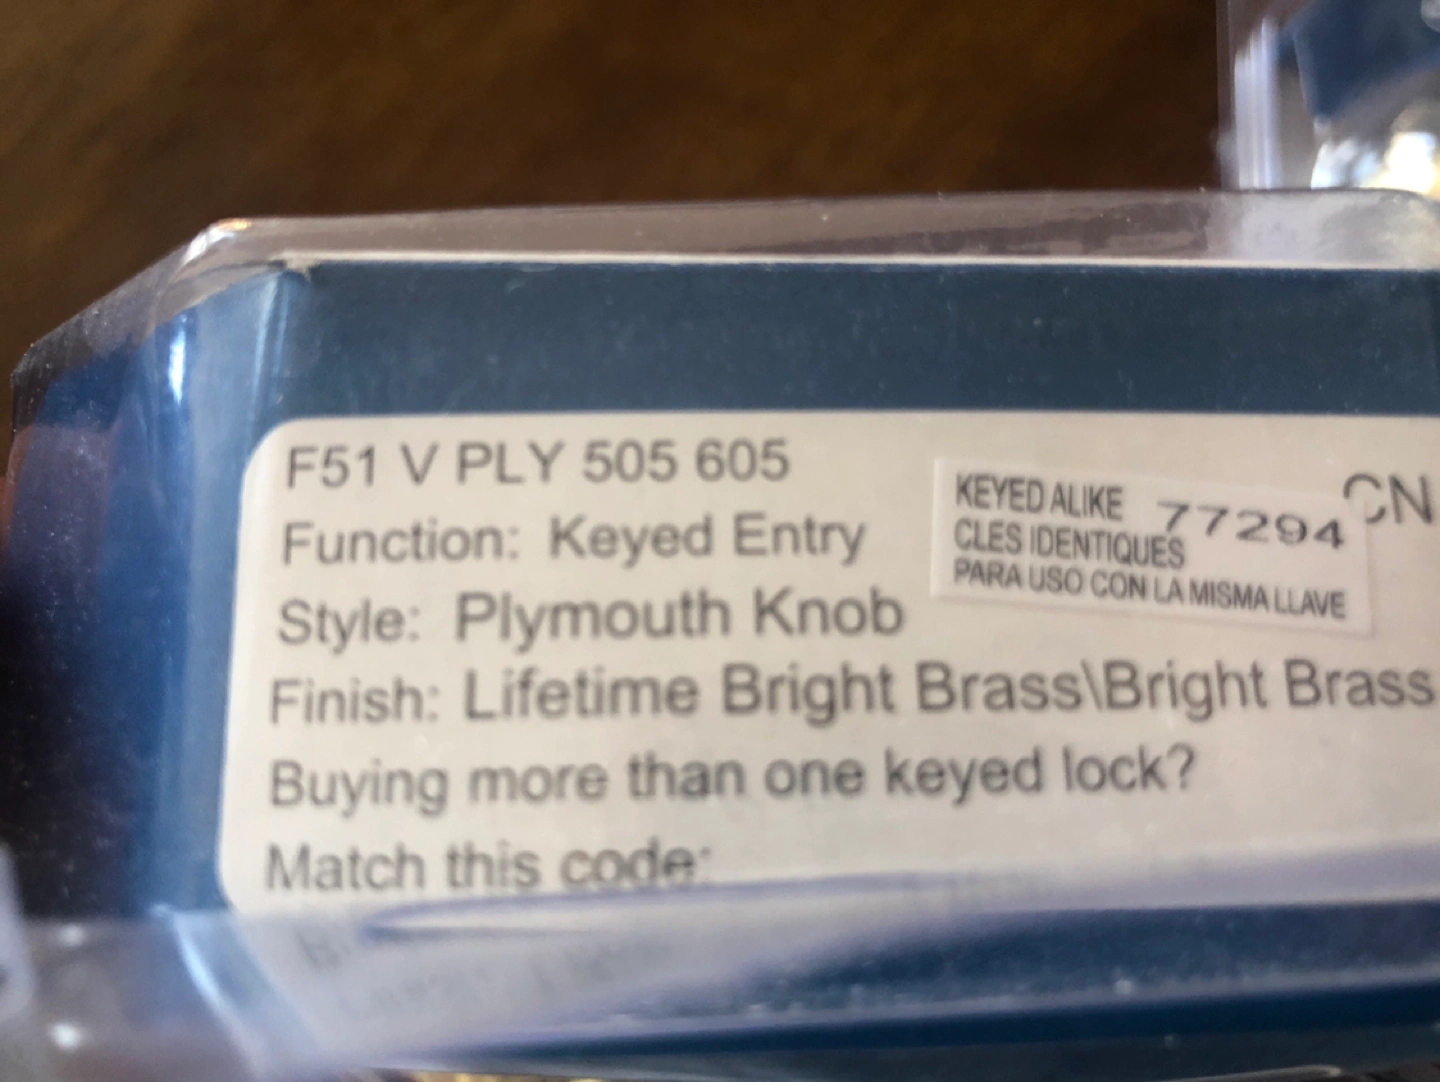 F51 V PLY 505 605
KEYED ALIKE 77294
CLES IDENTIQUES
PARA USO CON LA MISMA LLAVE
CN
Function: Keyed Entry
Style: Plymouth Knob
Finish: Lifetime Bright Brass\Bright Brass
Buying more than one keyed lock?
Match this code: